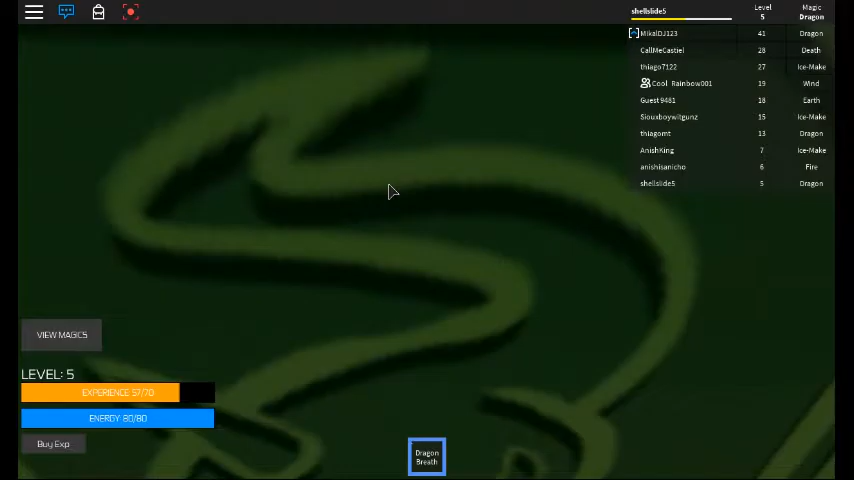 shellslide5 Level 5 Magic Dragon
MikalDJ123 41 Dragon
CallMeCastiel 28 Death
thiago7122 27 Ice-Make
Cool_Rainbow001 19 Wind
Guest 9481 18 Earth
Siouxboywitgunz 15 Ice-Make
thiagomt 13 Dragon
AnishKing 7 Ice-Make
anishisanicho 6 Fire
shellslide5 5 Dragon
VIEW MAGICS
LEVEL: 5
EXPERIENCE 57/70
ENERGY 80/80
Buy Exp
Dragon
Breath